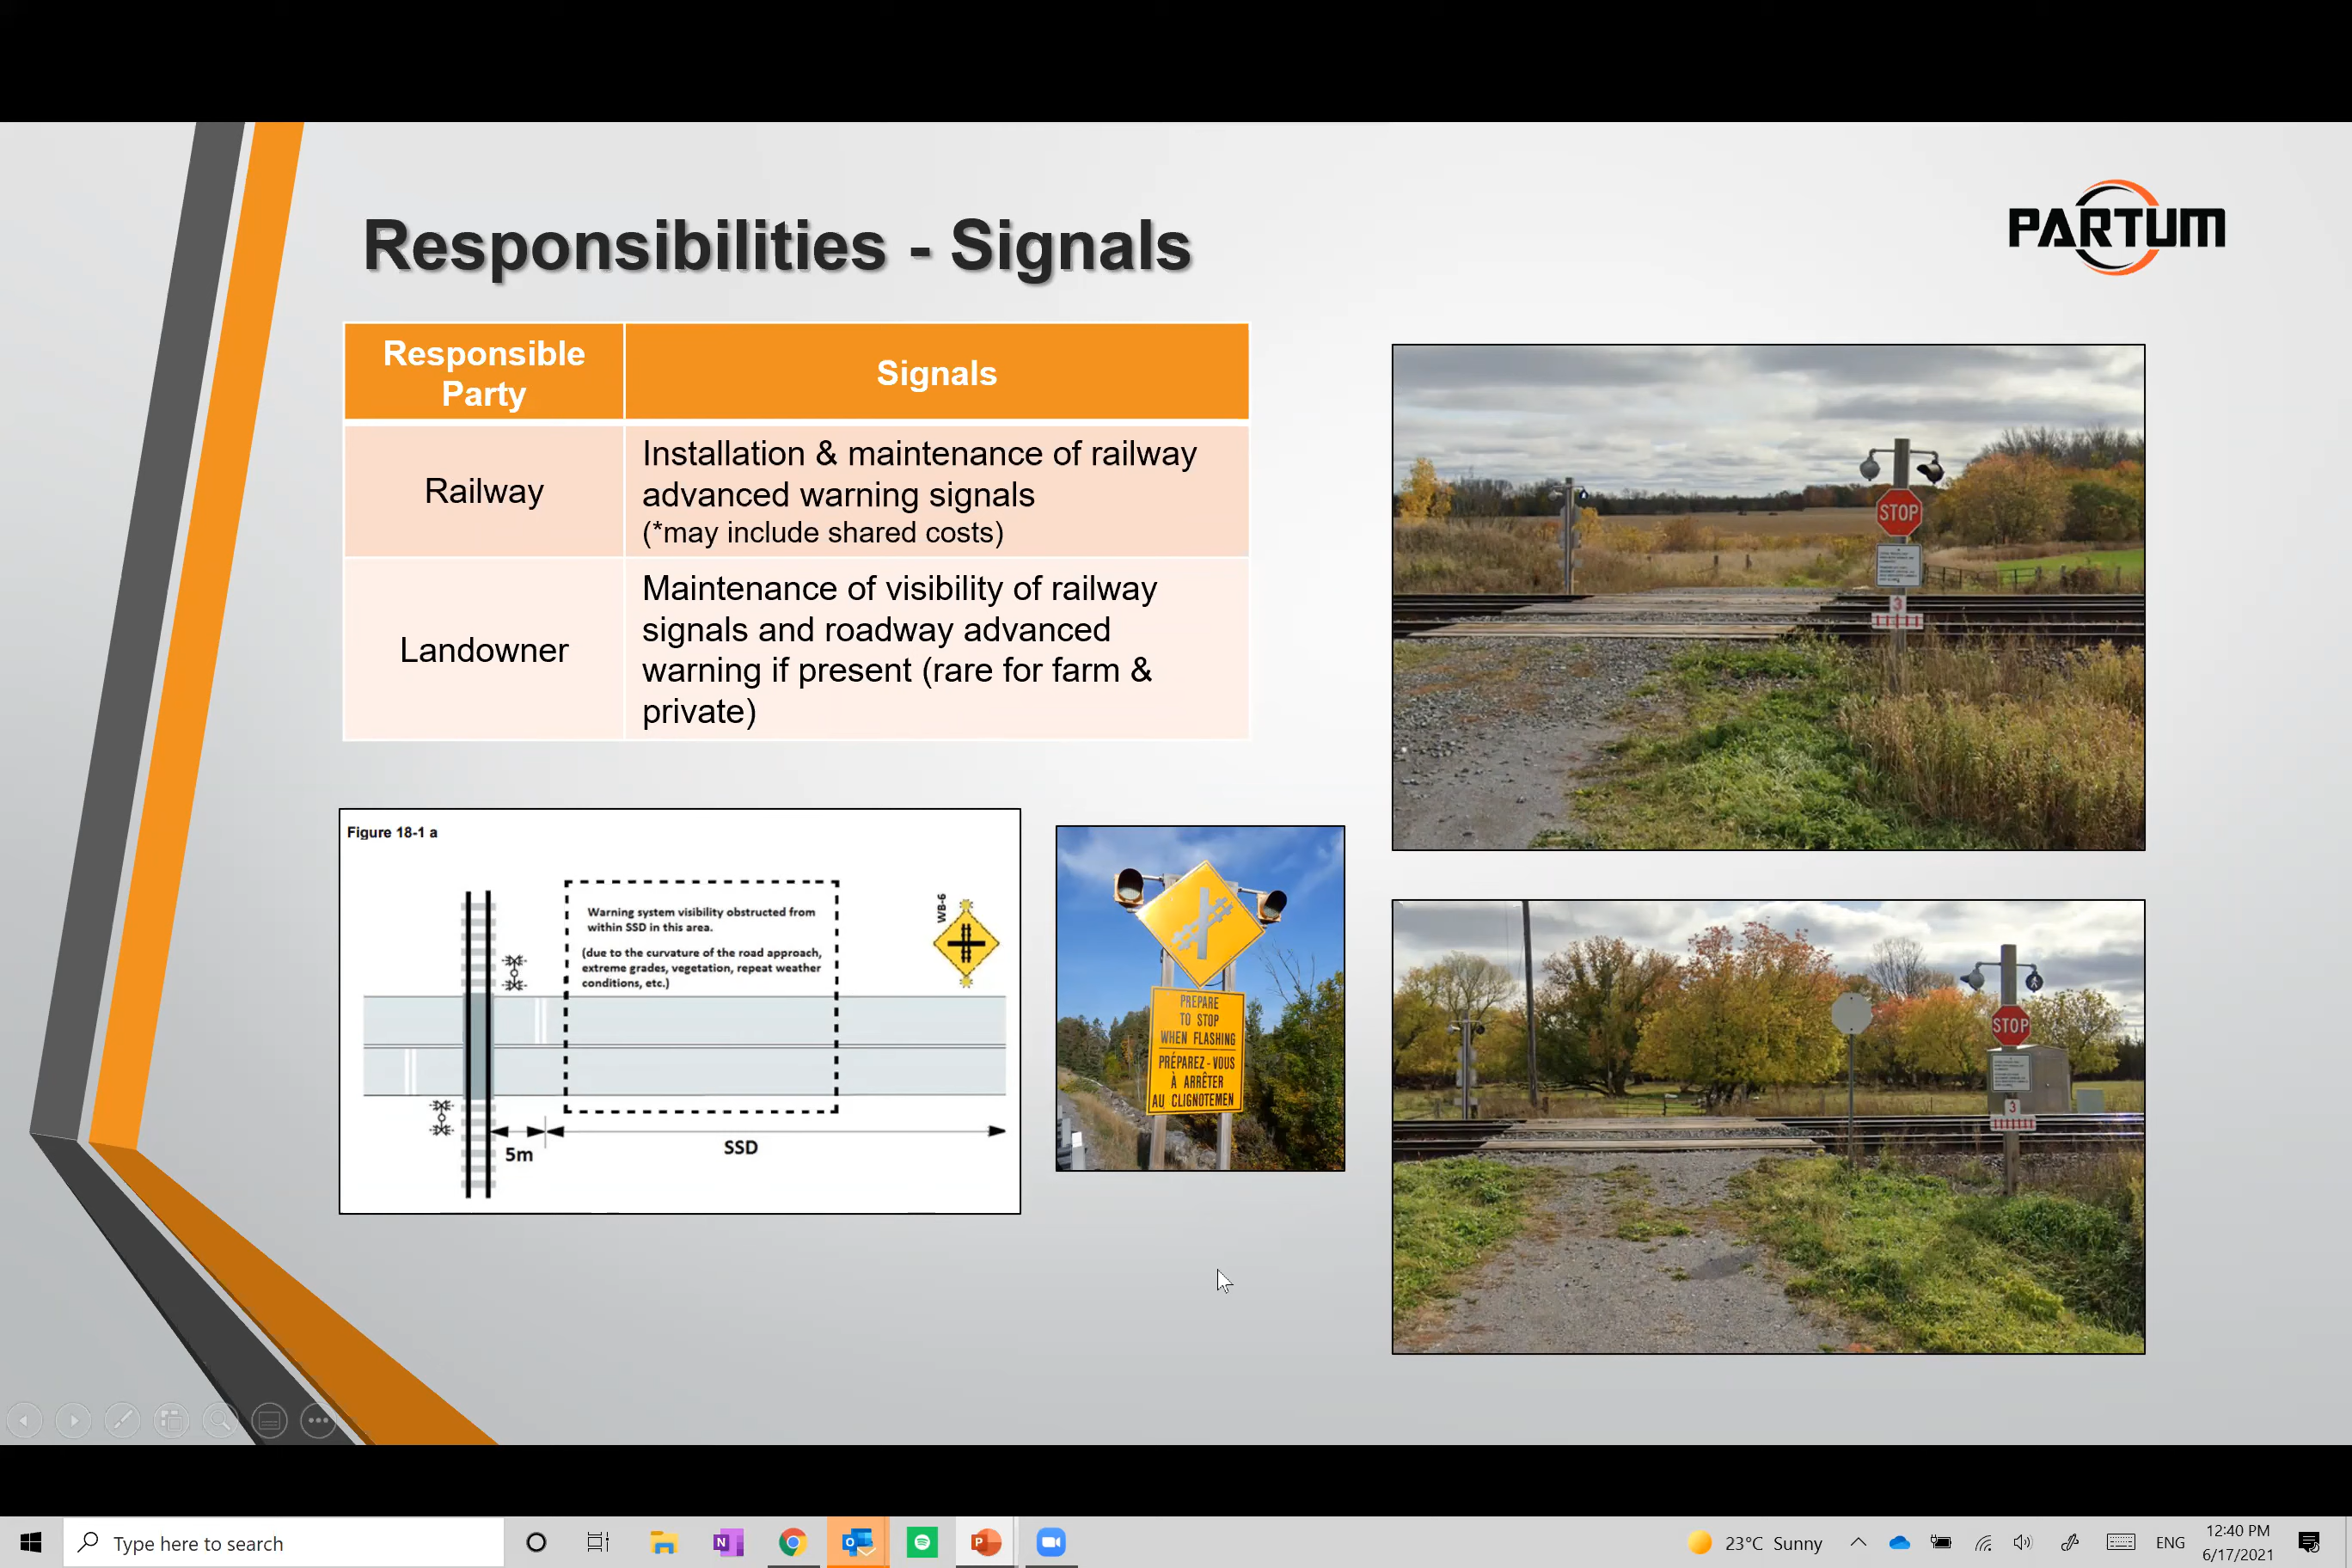 Responsibilities - Signals
PARTUM
Responsible
Party
Signals
Railway
Installation & maintenance of railway
advanced warning signals
(*may include shared costs)
Landowner
Maintenance of visibility of railway
signals and roadway advanced
warning if present (rare for farm &
private)
Figure 18-1 a
Warning system visibility obstructed from
within SSD in this area.
(due to the curvature of the road approach,
extreme grades, vegetation, repeat weather
conditions, etc.)
WB-6
5m
SSD
PREPARE
TO STOP
WHEN FLASHING
PRÉPAREZ-VOUS
À ARRÊTER
AU CLIGNOTEMEN
STOP
3
STOP
3
Type here to search
23°C Sunny
ENG
12:40 PM
6/17/2021